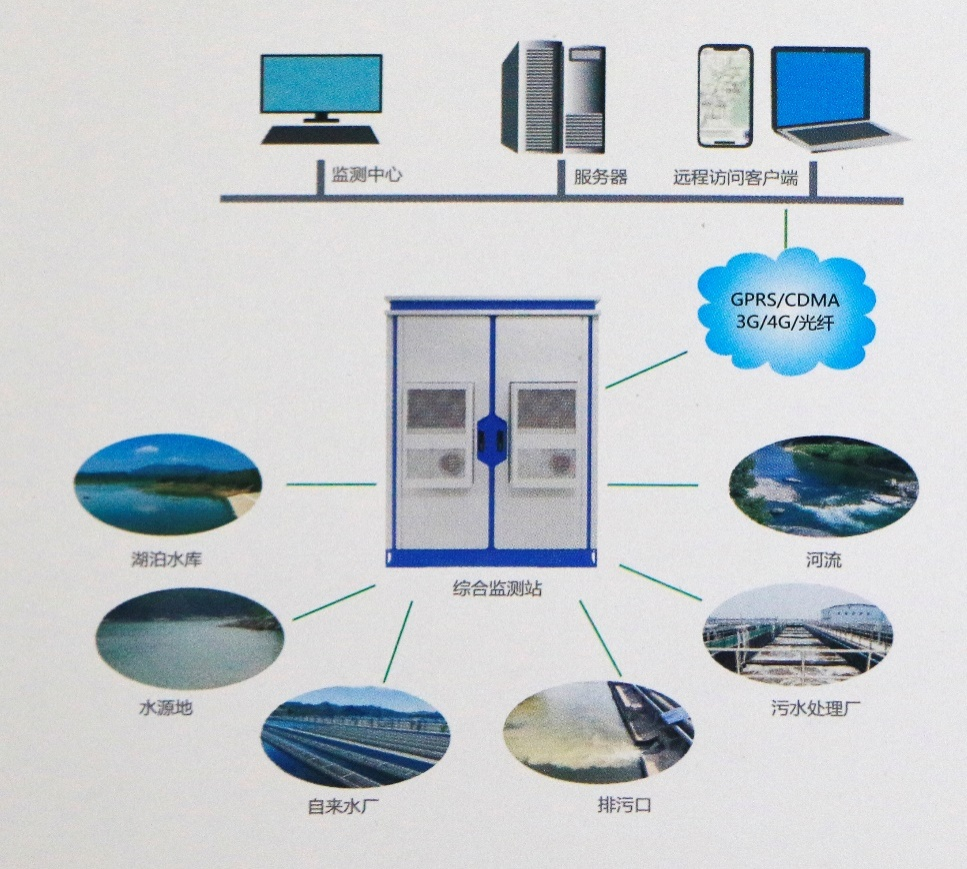 监测中心
服务器
远程访问客户端
GPRS/CDMA
3G/4G/光纤
湖泊水库
河流
综合监测站
水源地
污水处理厂
自来水厂
排污口